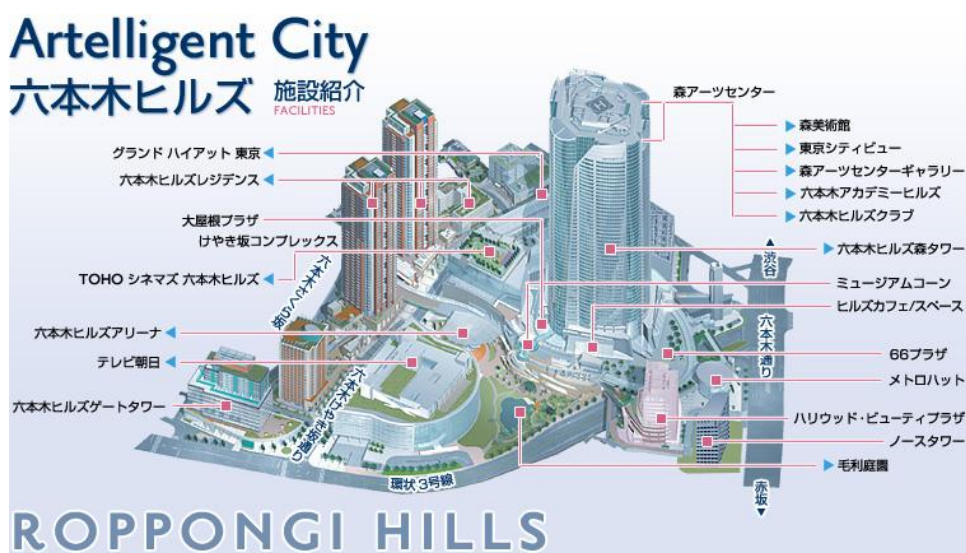 Artelligent City
六本木ヒルズ 施設紹介
FACILITIES
森アーツセンター
森美術館
東京シティビュー
森アーツセンターギャラリー
六本木アカデミーヒルズ
六本木ヒルズクラブ
グランド ハイアット 東京
六本木ヒルズレジデンス
大屋根プラザ
けやき坂コンプレックス
TOHO シネマズ 六本木ヒルズ
六本木さくら坂
六本木ヒルズアリーナ
テレビ朝日
六本木ヒルズゲートタワー
六本木けやき坂通り
環状3号線
六本木ヒルズ森タワー
ミュージアムコーン
ヒルズカフェ/スペース
66プラザ
メトロハット
ハリウッド・ビューティプラザ
ノースタワー
毛利庭園
▲渋谷
六本木通り
赤坂▼
H
ROPPONGI HILLS